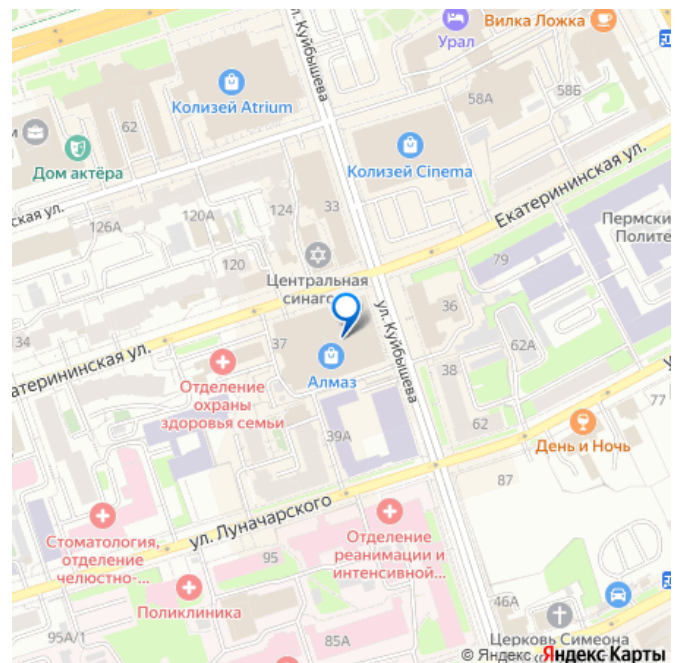 ул. Куйбышева
Урал
Вилка Ложка
Колизей Atrium
62
58А
58Б
Дом актёра
Колизей Cinema
Екатерининская ул.
ская ул.
126А
120А
124
33
Пермски
Полите
79
120
Центральная
36
34
37
ул. Куйбышева
62А
атерининская ул.
Алмаз
38
Отделение
охраны
здоровья семьи
77
62
39А
День и Ночь
87
ул. Луначарского
Стоматология,
отделение
челюстно-...
95
Отделение
реанимации и
интенсивной...
Поликлиника
46А
95А/1
85А
Церковь Симеона
© Яндекс
Яндекс Карты